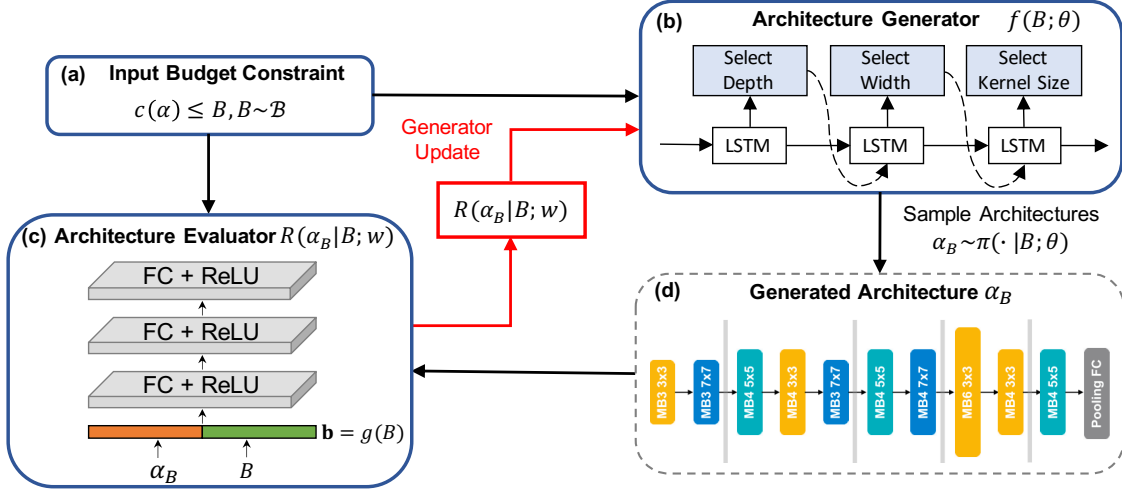 (a) Input Budget Constraint
c(α) ≤ B, B~ℬ
(b) Architecture Generator f(B; θ)
Select Depth
Select Width
Select Kernel Size
LSTM
LSTM
LSTM
Generator
Update
R(α_B|B; w)
Sample Architectures
α_B~π(· |B; θ)
(c) Architecture Evaluator R(α_B|B; w)
FC + ReLU
FC + ReLU
FC + ReLU
b = g(B)
α_B
B
(d) Generated Architecture α_B
MB3 3x3
MB3 7x7
MB4 5x5
MB4 3x3
MB3 7x7
MB4 5x5
MB4 7x7
MB6 3x3
MB4 3x3
MB4 5x5
Pooling FC